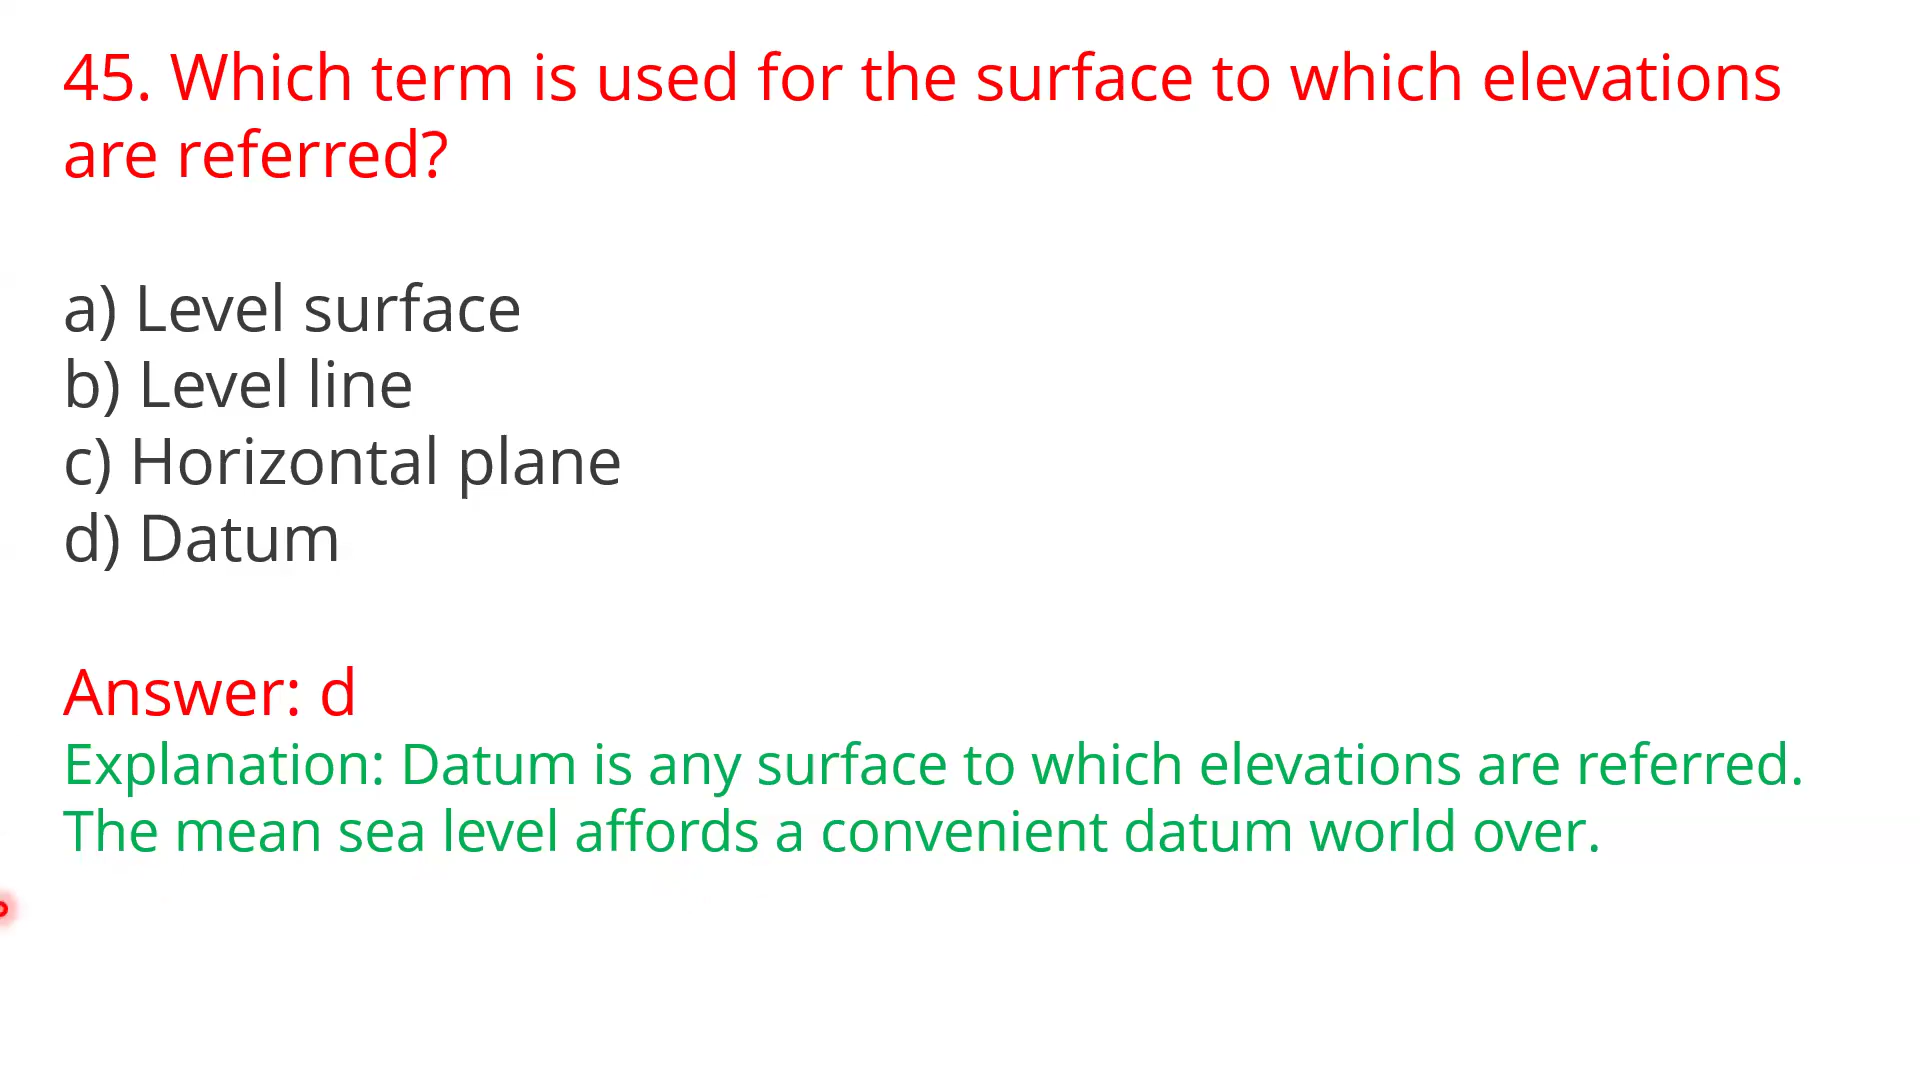 45. Which term is used for the surface to which elevations
are referred?
a) Level surface
b) Level line
c) Horizontal plane
d) Datum
Answer: d
Explanation: Datum is any surface to which elevations are referred.
The mean sea level affords a convenient datum world over.